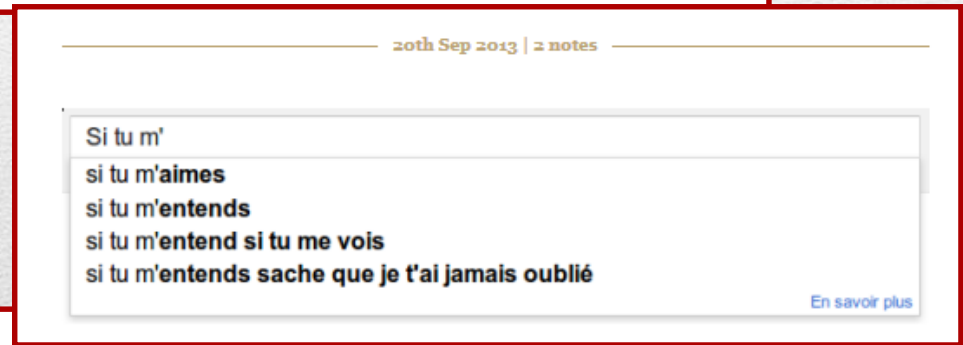 20th Sep 2013 | 2 notes
Si tu m'
si tu m'aimes
si tu m'entends
si tu m'entend si tu me vois
si tu m'entends sache que je t'ai jamais oublié
En savoir plus